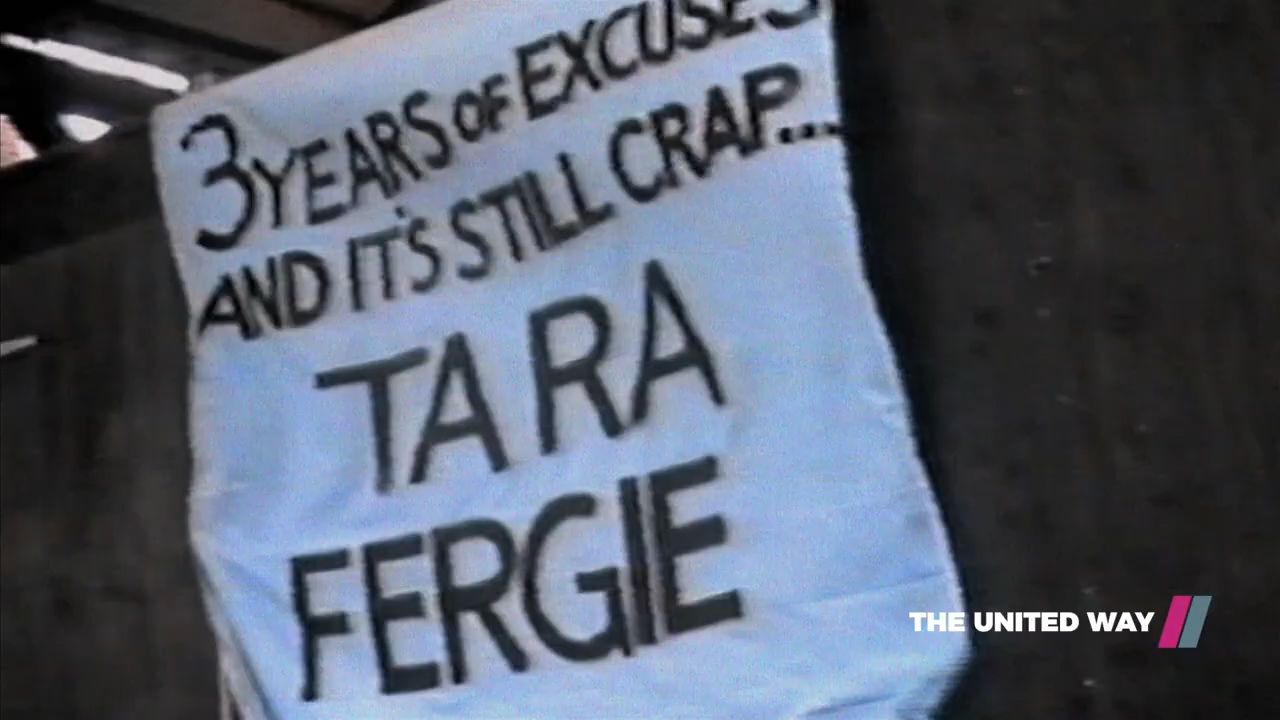 3 YEARS OF EXCUSES
AND IT'S STILL CRAP...
TA RA
FERGIE
THE UNITED WAY